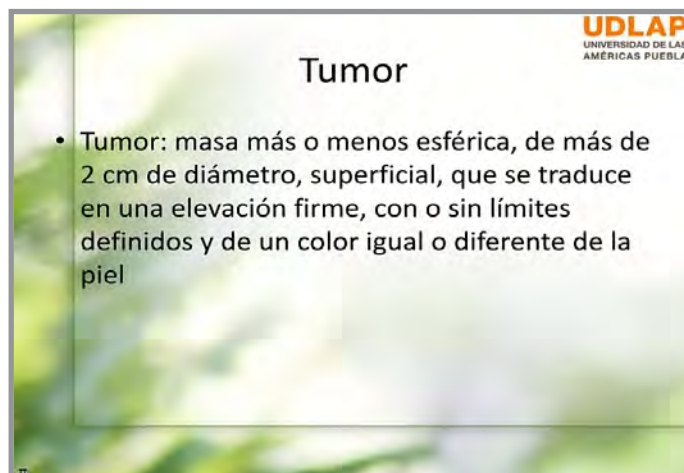 UDLAP
UNIVERSIDAD DE LAS
AMÉRICAS PUEBLA
Tumor
• Tumor: masa más o menos esférica, de más de
2 cm de diámetro, superficial, que se traduce
en una elevación firme, con o sin límites
definidos y de un color igual o diferente de la
piel